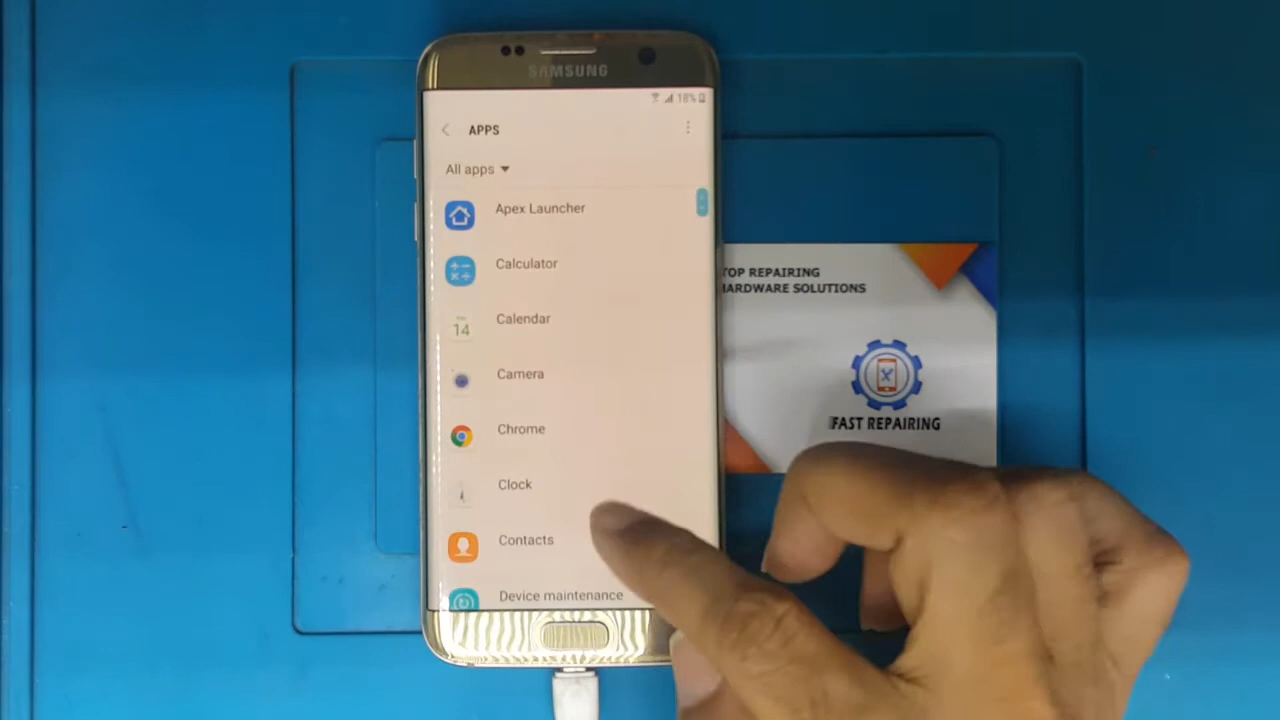 SAMSUNG
18%
APPS
All apps
Apex Launcher
Calculator
Calendar
14
Camera
Chrome
Clock
Contacts
Device maintenance
TOP REPAIRING
HARDWARE SOLUTIONS
FAST REPAIRING